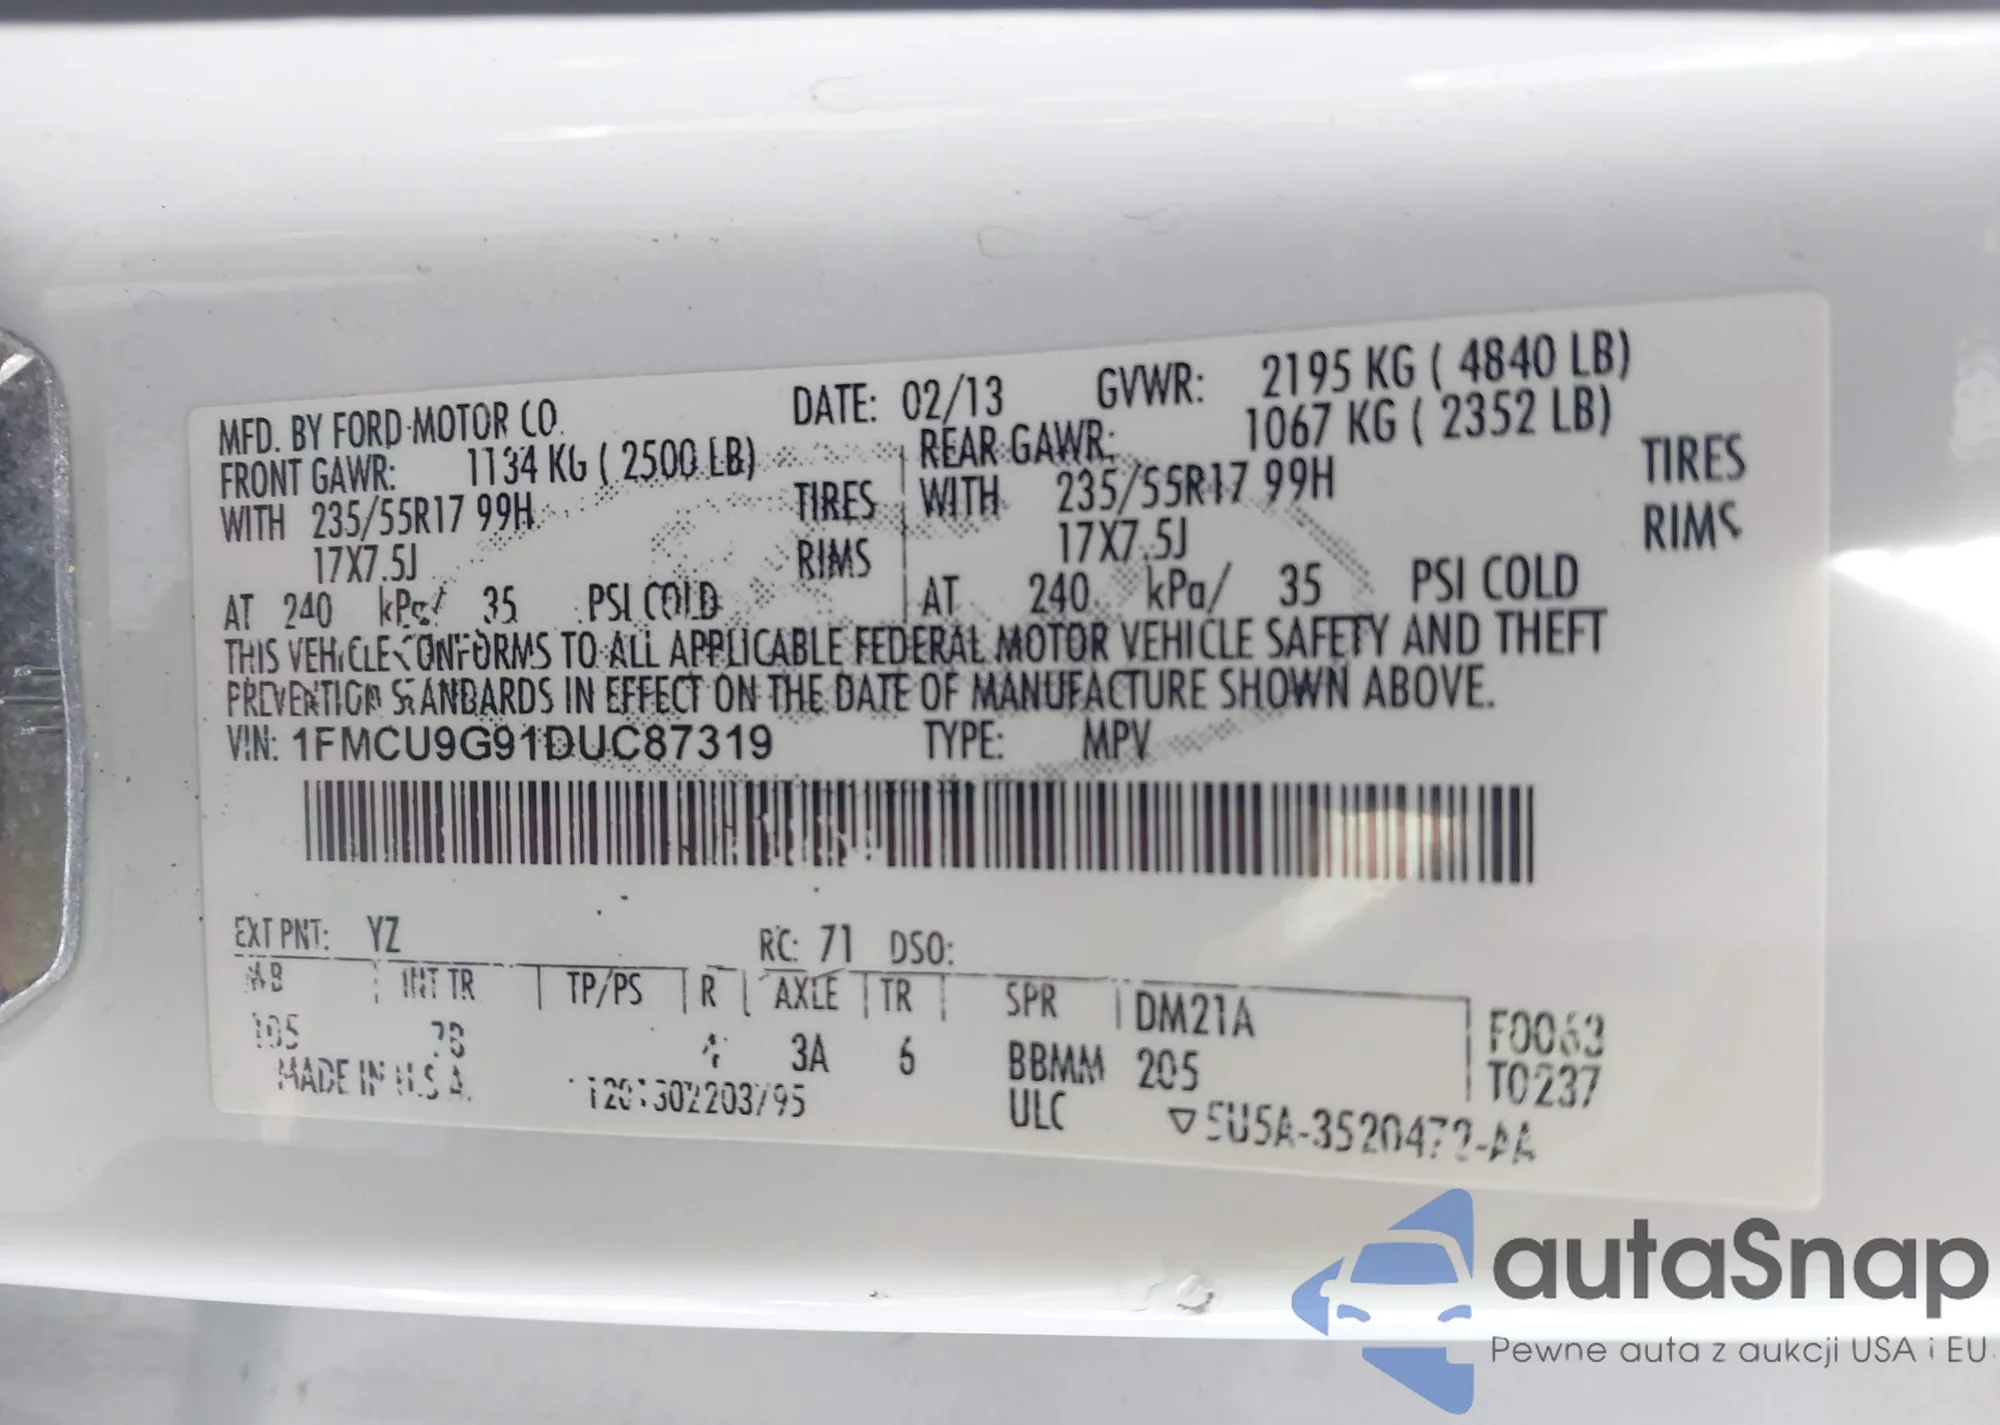 MFD. BY FORD MOTOR CO. DATE: 02/13 GVWR: 2195 KG ( 4840 LB)
FRONT GAWR: 1134 KG ( 2500 LB) REAR GAWR: 1067 KG ( 2352 LB)
WITH 235/55R17 99H TIRES WITH 235/55R17 99H TIRES
17X7.5J RIMS 17X7.5J RIMS
AT 240 kPa/ 35 PSI COLD AT 240 kPa/ 35 PSI COLD
THIS VEHICLE CONFORMS TO ALL APPLICABLE FEDERAL MOTOR VEHICLE SAFETY AND THEFT
PREVENTION STANDARDS IN EFFECT ON THE DATE OF MANUFACTURE SHOWN ABOVE.
VIN: 1FMCU9G91DUC87319 TYPE: MPV
EXT PNT: YZ RC: 71 DSO:
WB INT TR TP/PS R AXLE TR SPR DM21A F0063
105 7B 3A 6 BBMM 205 T0237
MADE IN U.S.A. ULC ▽5U5A-3520472-AA
autaSnap
Pewne auta z aukcji USA i EU